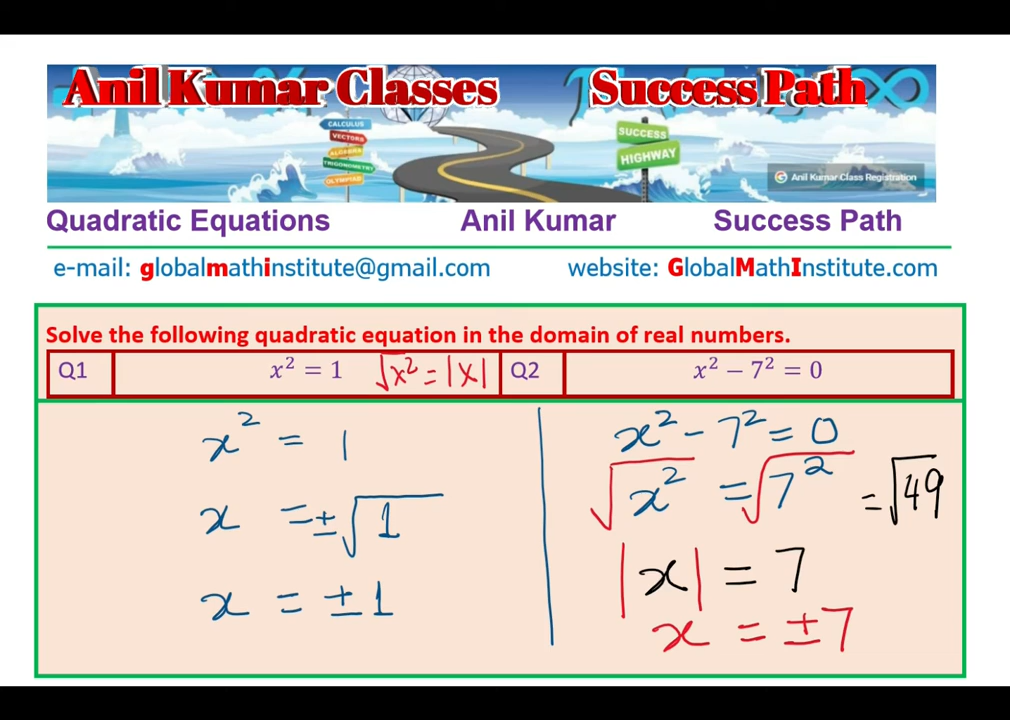 Anil Kumar Classes Success Path
CALCULUS
VECTORS
ALGEBRA
TRIGONOMETRY
OLYMPIAD
SUCCESS
HIGHWAY
Anil Kumar Class Registration
Quadratic Equations Anil Kumar Success Path
e-mail: globalmathinstitute@gmail.com website: GlobalMathInstitute.com
Solve the following quadratic equation in the domain of real numbers.
Q1 x² = 1 √x² = |x| Q2 x² − 7² = 0
x² = 1
x = ±√1
x = ±1
x² - 7² = 0
√x² = √7² = √49
|x| = 7
x = ±7